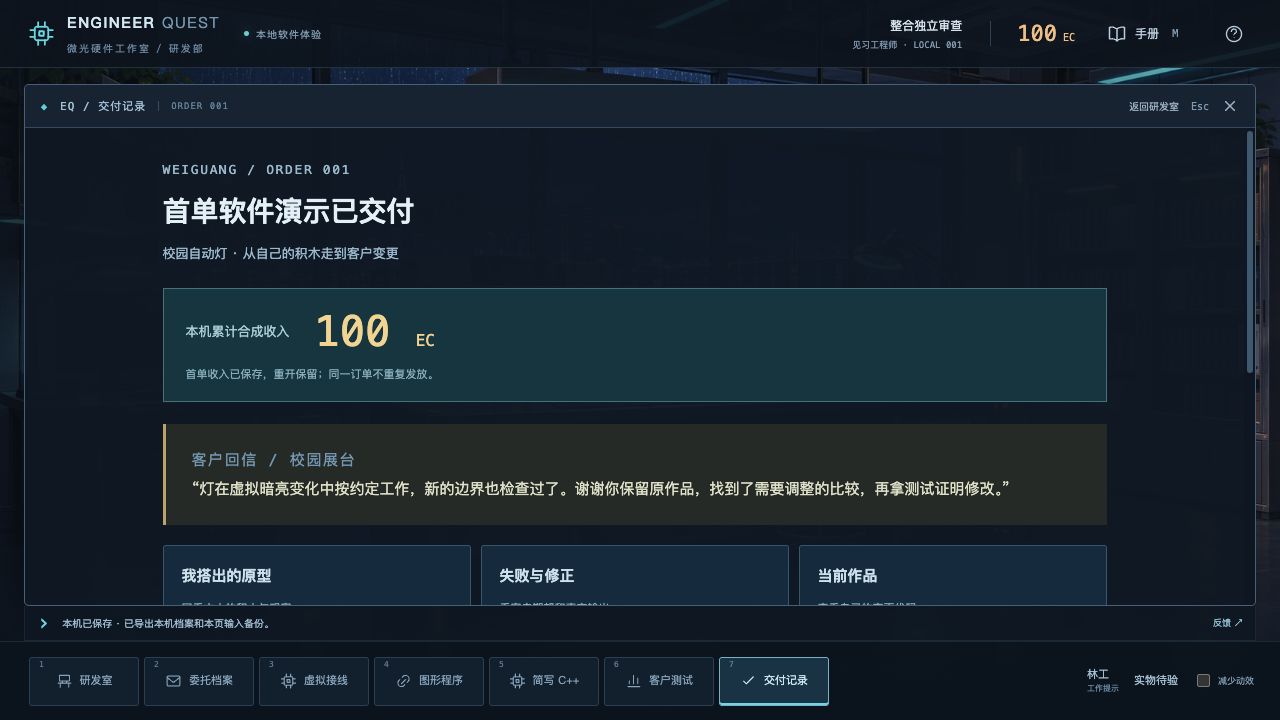 ENGINEER QUEST
微光硬件工作室 / 研发部
本地软件体验
整合独立审查
见习工程师 · LOCAL 001
100 EC
手册 M
EQ / 交付记录
ORDER 001
返回研发室 Esc
WEIGUANG / ORDER 001
首单软件演示已交付
校园自动灯 · 从自己的积木走到客户变更
本机累计合成收入 100 EC
首单收入已保存，重开保留；同一订单不重复发放。
客户回信 / 校园展台
“灯在虚拟暗亮变化中按约定工作，新的边界也检查过了。谢谢你保留原作品，找到了需要调整的比较，再拿测试证明修改。”
我搭出的原型
失败与修正
当前作品
本机已保存 · 已导出本机档案和本页输入备份。
反馈
1 研发室
2 委托档案
3 虚拟接线
4 图形程序
5 简写 C++
6 客户测试
7 交付记录
林工
工作提示
实物待验
减少动效